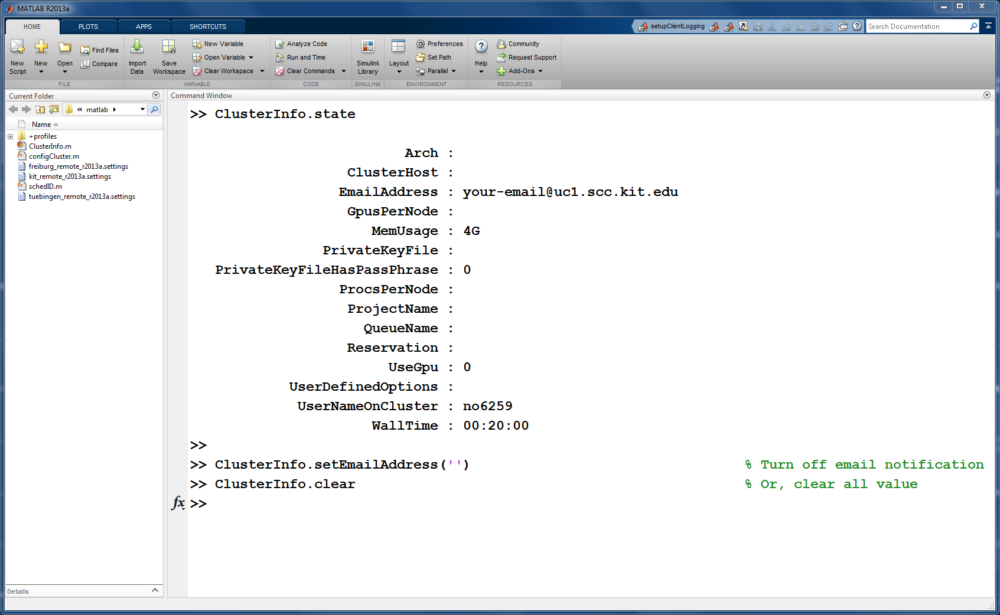 MATLAB R2013a
HOME PLOTS APPS SHORTCUTS setupClientLogging Search Documentation
New Script New Open Find Files Compare
Import Data Save Workspace New Variable Open Variable Clear Workspace
Analyze Code Run and Time Clear Commands
Simulink Library
Layout Preferences Set Path Parallel
Help Community Request Support Add-Ons
FILE VARIABLE CODE SIMULINK ENVIRONMENT RESOURCES
Current Folder
« matlab
Name
+profiles
ClusterInfo.m
configCluster.m
freiburg_remote_r2013a.settings
kit_remote_r2013a.settings
schedID.m
tuebingen_remote_r2013a.settings
Details
Command Window
>> ClusterInfo.state
Arch :
ClusterHost :
EmailAddress : your-email@uc1.scc.kit.edu
GpusPerNode :
MemUsage : 4G
PrivateKeyFile :
PrivateKeyFileHasPassPhrase : 0
ProcsPerNode :
ProjectName :
QueueName :
Reservation :
UseGpu : 0
UserDefinedOptions :
UserNameOnCluster : no6259
WallTime : 00:20:00
>>
>> ClusterInfo.setEmailAddress('') % Turn off email notification
>> ClusterInfo.clear % Or, clear all value
fx >>